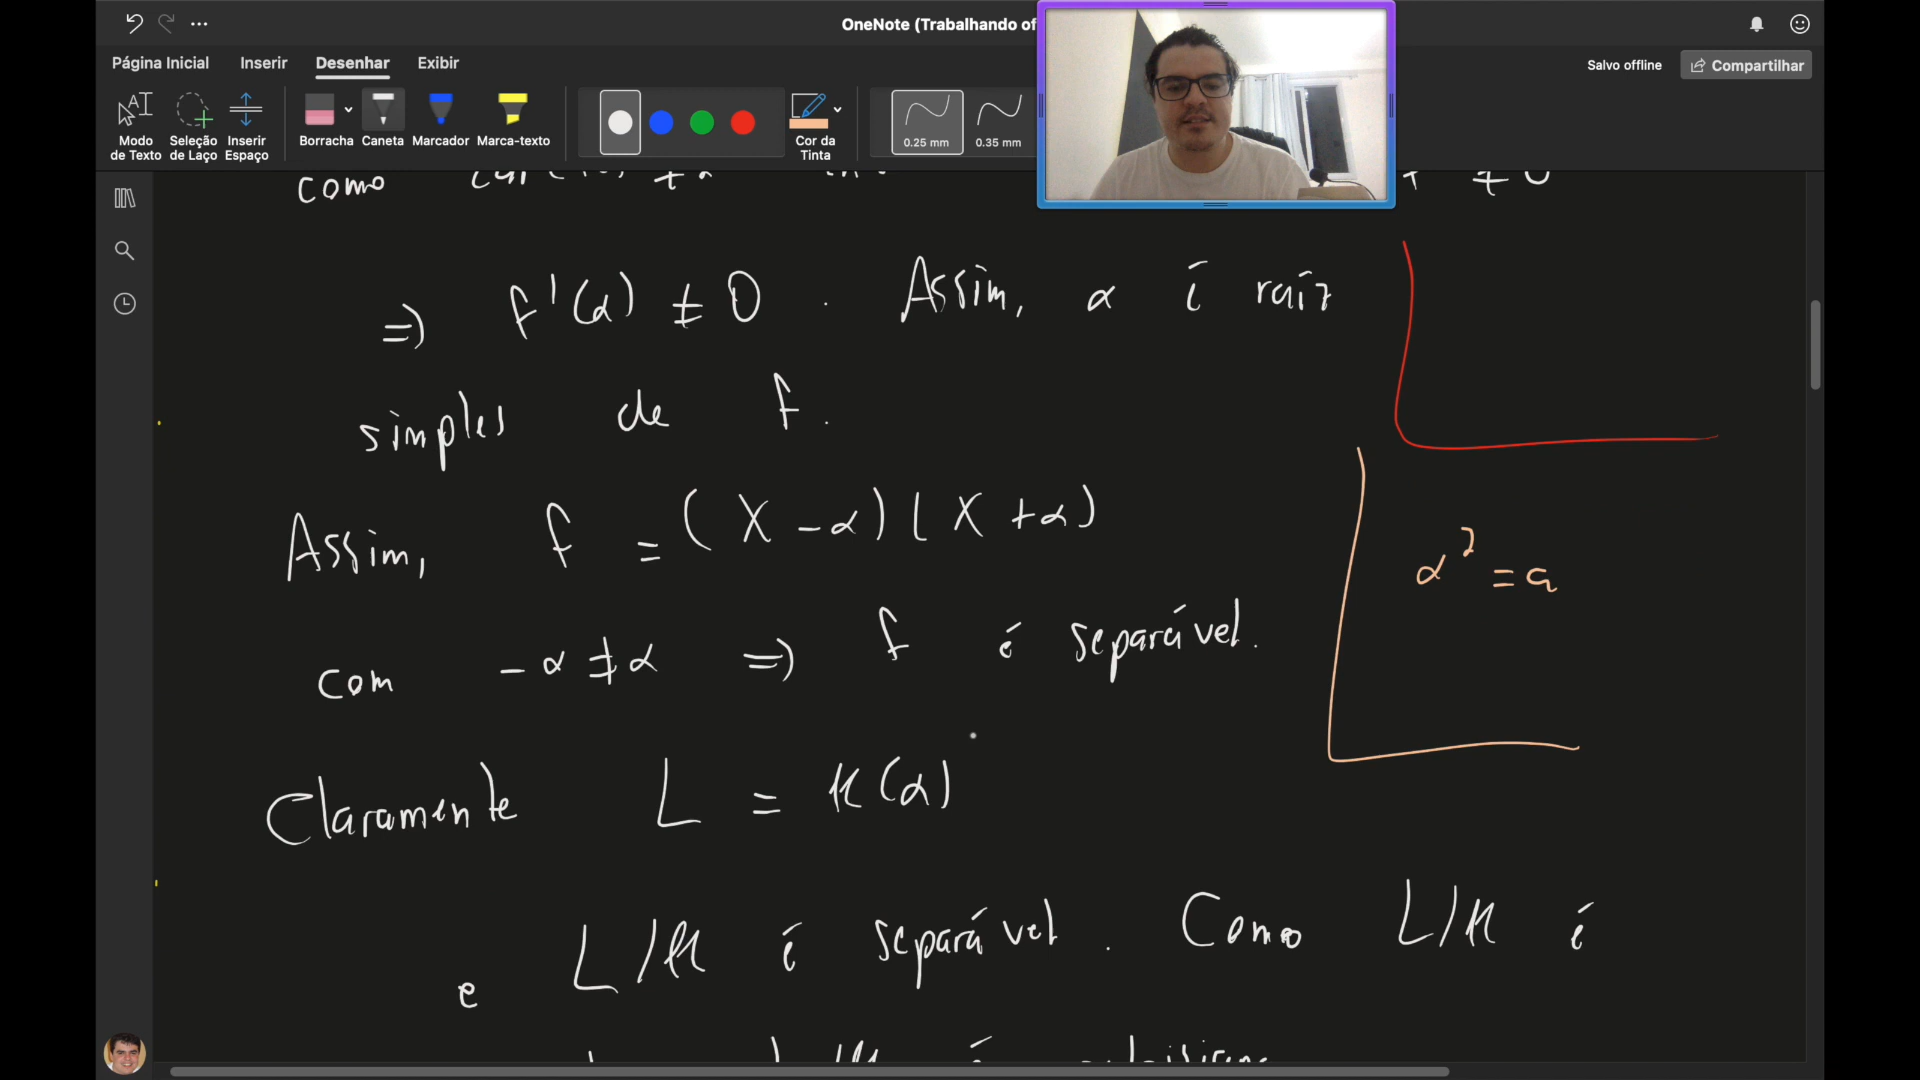 OneNote (Trabalhando of
Página Inicial Inserir Desenhar Exibir
Salvo offline Compartilhar
Modo de Texto
Seleção de Laço
Inserir Espaço
Borracha Caneta Marcador Marca-texto
Cor da Tinta
0.25 mm 0.35 mm
como ≠ 0
=> f'(α) ≠ 0 . Assim, α é raíz
simples de f.
Assim, f = (X - α)(X + α)
α² = a
com -α ≠ α => f é separável.
Claramente L = K(α)
e L/K é separável. Como L/K é